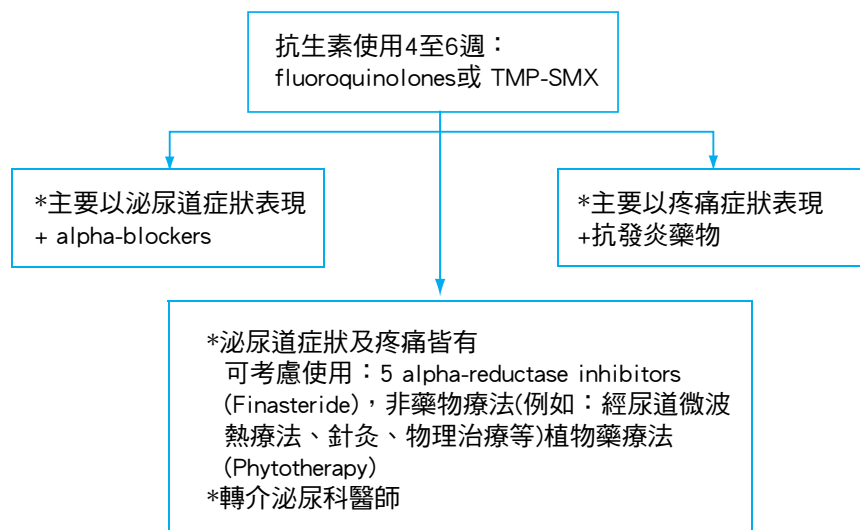 抗生素使用4至6週：
fluoroquinolones或 TMP-SMX
*主要以泌尿道症狀表現
+ alpha-blockers
*主要以疼痛症狀表現
+抗發炎藥物
*泌尿道症狀及疼痛皆有
可考慮使用：5 alpha-reductase inhibitors
(Finasteride)，非藥物療法(例如：經尿道微波
熱療法、針灸、物理治療等)植物藥療法
(Phytotherapy)
*轉介泌尿科醫師